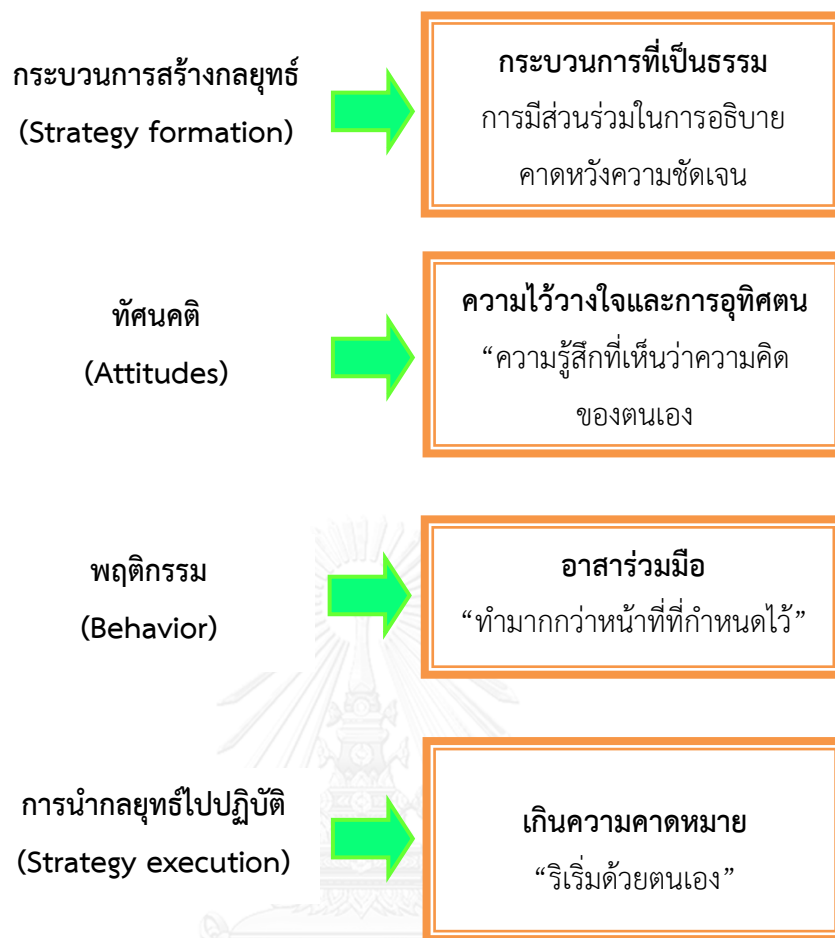 กระบวนการสร้างกลยุทธ์
(Strategy formation)
กระบวนการที่เป็นธรรม
การมีส่วนร่วมในการอธิบาย
คาดหวังความชัดเจน
ทัศนคติ
(Attitudes)
ความไว้วางใจและการอุทิศตน
“ความรู้สึกที่เห็นว่าความคิด
ของตนเอง
พฤติกรรม
(Behavior)
อาสาร่วมมือ
“ทำมากกว่าหน้าที่ที่กำหนดไว้”
การนำกลยุทธ์ไปปฏิบัติ
(Strategy execution)
เกินความคาดหมาย
“ริเริ่มด้วยตนเอง”